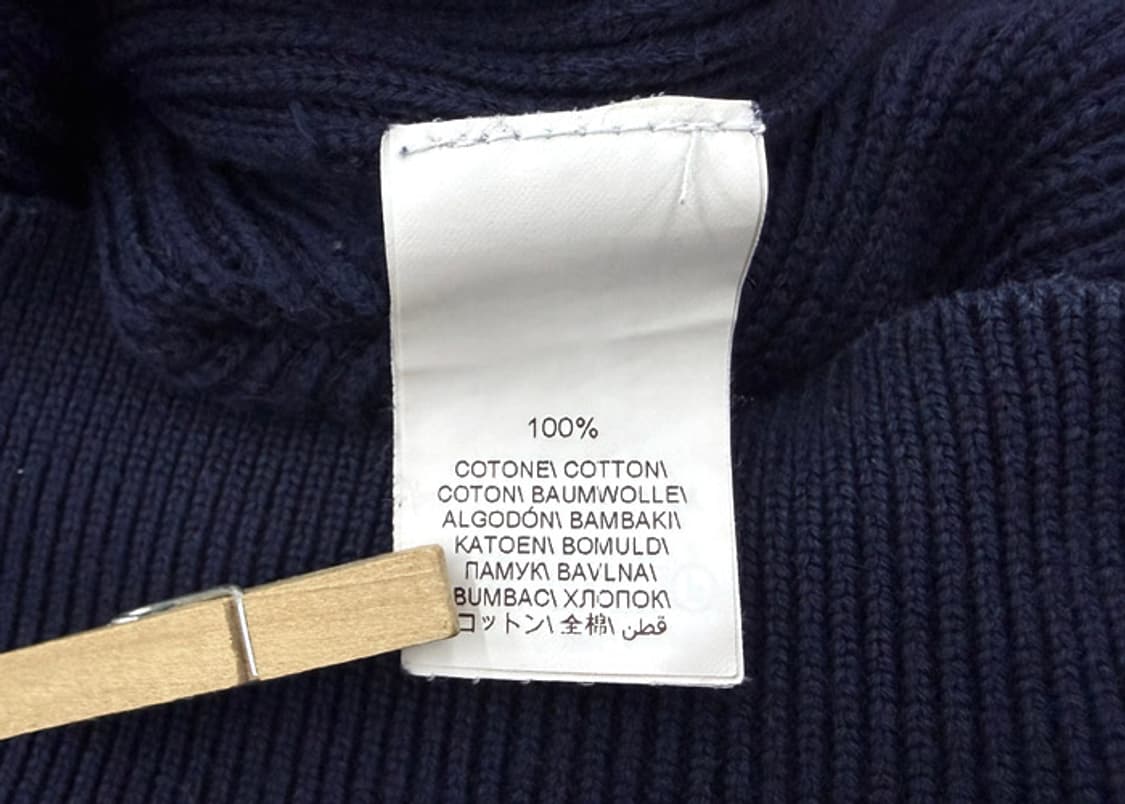 100%
COTONE\ COTTON\
COTON\ BAUMWOLLE\
ALGODÓN\ BAMBAKI\
KATOEN\ BOMULD\
ПАМУК\ BAVLNA\
BUMBAC\ ХЛОПОК\
コットン\ 全棉\ قطن